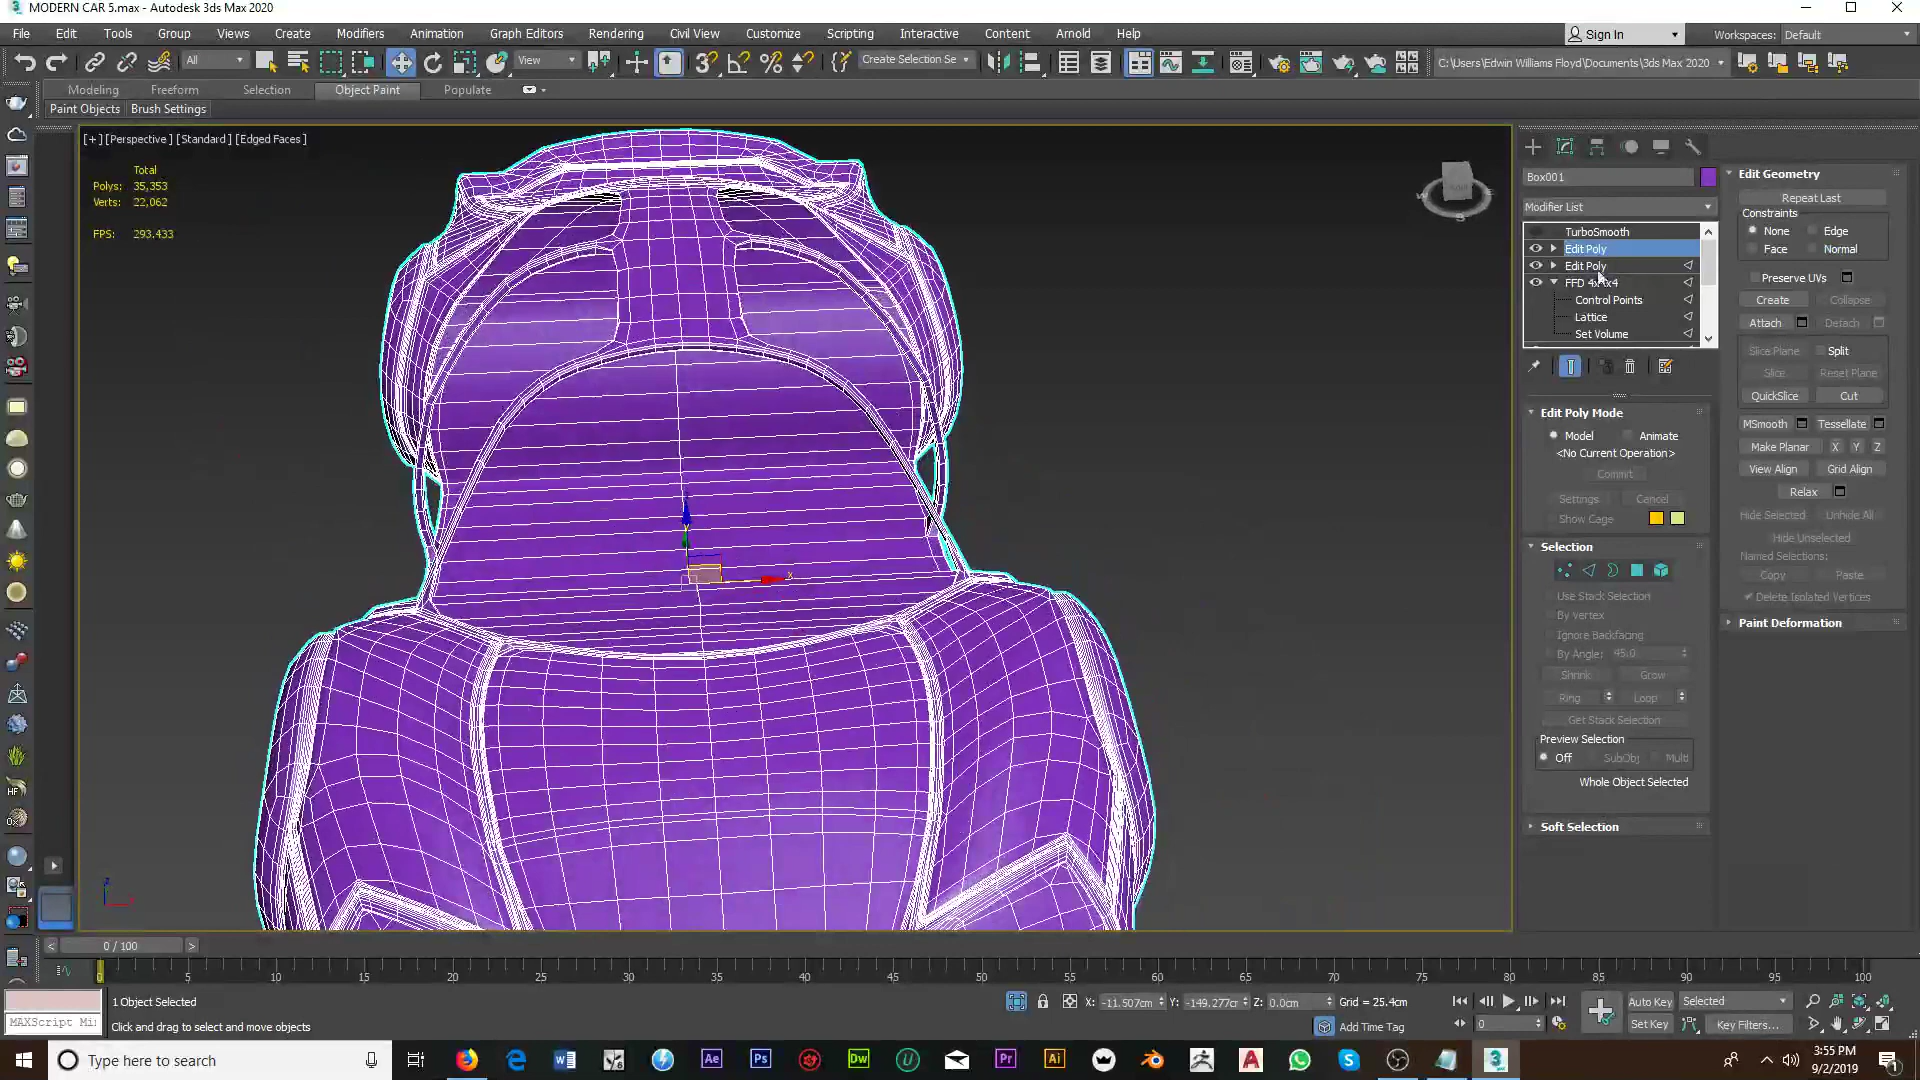 MODERN CAR 5.max - Autodesk 3ds Max 2020
File Edit Tools Group Views Create Modifiers Animation Graph Editors Rendering Civil View Customize Scripting Interactive Content Arnold Help Sign In Workspaces: Default
All View Create Selection Se C:\Users\Edwin Williams Floyd\Documents\3ds Max 2020
Modeling Freeform Selection Object Paint Populate
Paint Objects Brush Settings
[+] [Perspective] [Standard] [Edged Faces]
Total
Polys: 35,353
Verts: 22,062
FPS: 293.433
x
Box001
Modifier List
TurboSmooth
Edit Poly
Edit Poly
FFD 4x4x4
Control Points
Lattice
Set Volume
Edit Poly Mode
Model Animate
<No Current Operation>
Commit
Settings Cancel
Show Cage
Selection
Use Stack Selection
By Vertex
Ignore Backfacing
By Angle: 45.0
Shrink Grow
Ring Loop
Get Stack Selection
Preview Selection
Off SubObj Multi
Whole Object Selected
Soft Selection
Edit Geometry
Repeat Last
Constraints
None Edge
Face Normal
Preserve UVs
Create Collapse
Attach Detach
Slice Plane Split
Slice Reset Plane
QuickSlice Cut
MSmooth Tessellate
Make Planar X Y Z
View Align Grid Align
Relax
Hide Selected Unhide All
Hide Unselected
Named Selections:
Copy Paste
Delete Isolated Vertices
Paint Deformation
< 0 / 100 >
5 10 15 20 25 30 35 40 45 50 55 60 65 70 75 80 85 90 95 100
1 Object Selected X: -11.507cm Y: -149.277cm Z: 0.0cm Grid = 25.4cm Auto Key Selected
MAXScript Mi Click and drag to select and move objects Add Time Tag 0 Set Key Key Filters...
Type here to search
3:55 PM
9/2/2019